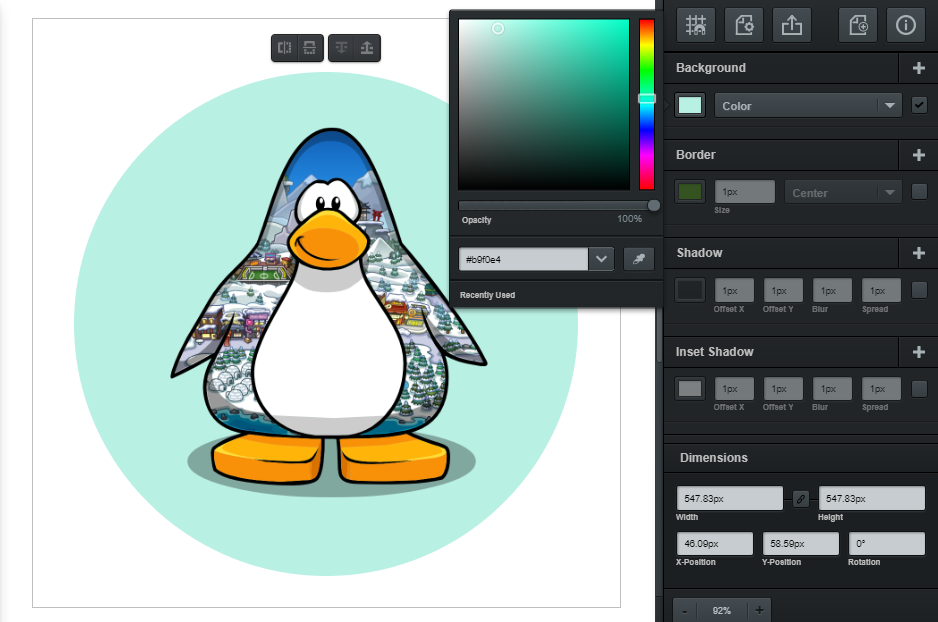 Background
Color
Opacity
100%
#b9f0e4
Recently Used
Border
1px
Center
Size
Shadow
1px 1px 1px 1px
Offset X Offset Y Blur Spread
Inset Shadow
1px 1px 1px 1px
Offset X Offset Y Blur Spread
Dimensions
547.83px 547.83px
Width Height
46.09px 58.59px 0°
X-Position Y-Position Rotation
- 92% +